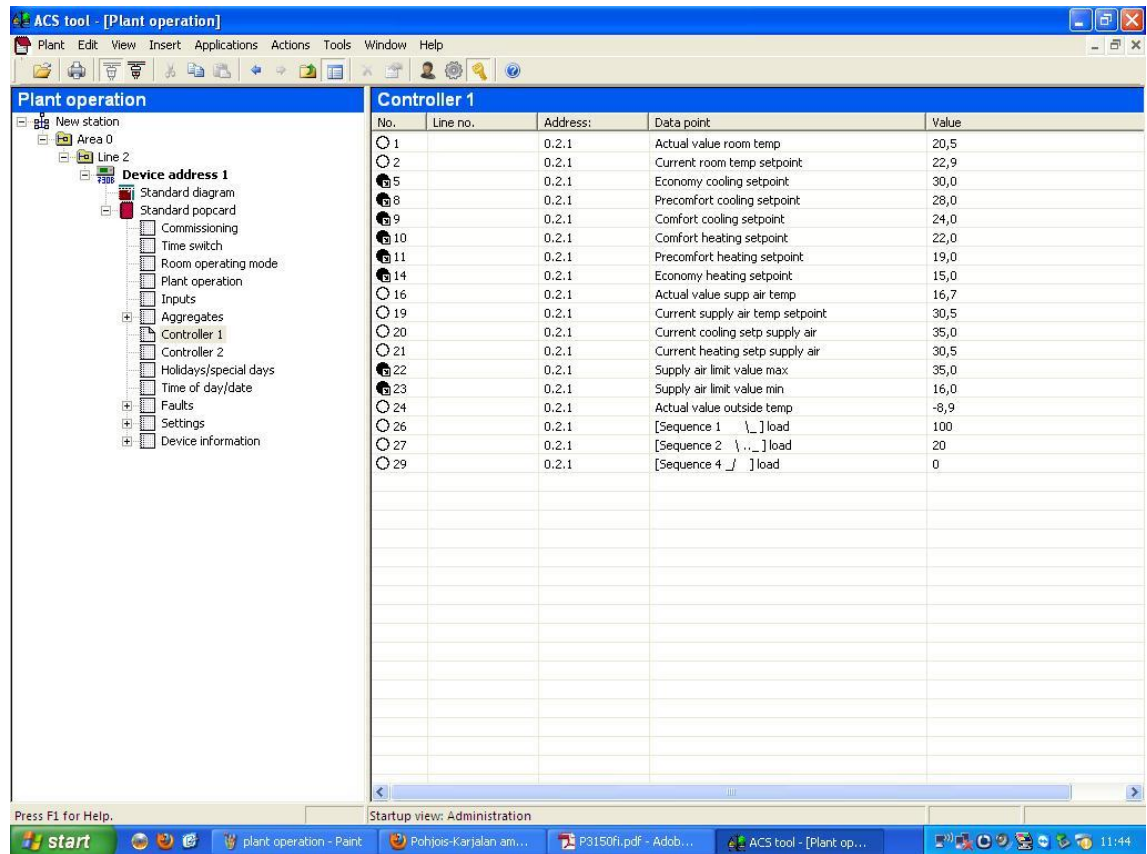 ACS tool - [Plant operation]
Plant Edit View Insert Applications Actions Tools Window Help
Plant operation
New station
Area 0
Line 2
Device address 1
Standard diagram
Standard popcard
Commissioning
Time switch
Room operating mode
Plant operation
Inputs
Aggregates
Controller 1
Controller 2
Holidays/special days
Time of day/date
Faults
Settings
Device information
Controller 1
No. Line no. Address: Data point Value
1 0.2.1 Actual value room temp 20,5
2 0.2.1 Current room temp setpoint 22,9
5 0.2.1 Economy cooling setpoint 30,0
8 0.2.1 Precomfort cooling setpoint 28,0
9 0.2.1 Comfort cooling setpoint 24,0
10 0.2.1 Comfort heating setpoint 22,0
11 0.2.1 Precomfort heating setpoint 19,0
14 0.2.1 Economy heating setpoint 15,0
16 0.2.1 Actual value supp air temp 16,7
19 0.2.1 Current supply air temp setpoint 30,5
20 0.2.1 Current cooling setp supply air 35,0
21 0.2.1 Current heating setp supply air 30,5
22 0.2.1 Supply air limit value max 35,0
23 0.2.1 Supply air limit value min 16,0
24 0.2.1 Actual value outside temp -8,9
26 0.2.1 [Sequence 1 \_ ] load 100
27 0.2.1 [Sequence 2 \ .._ ] load 20
29 0.2.1 [Sequence 4 _/ ] load 0
Press F1 for Help. Startup view: Administration
start plant operation - Paint Pohjois-Karjalan am... P3150fi.pdf - Adob... ACS tool - [Plant op... 11:44